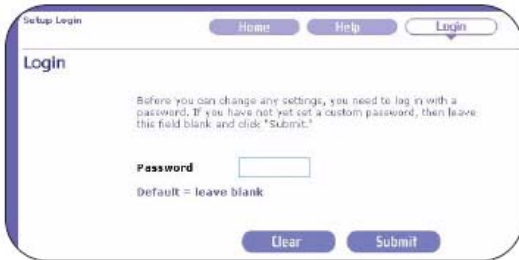 Setup Login
Home Help Login
Login
Before you can change any settings, you need to log in with a
password. If you have not yet set a custom password, then leave
this field blank and click "Submit."
Password
Default = leave blank
Clear Submit